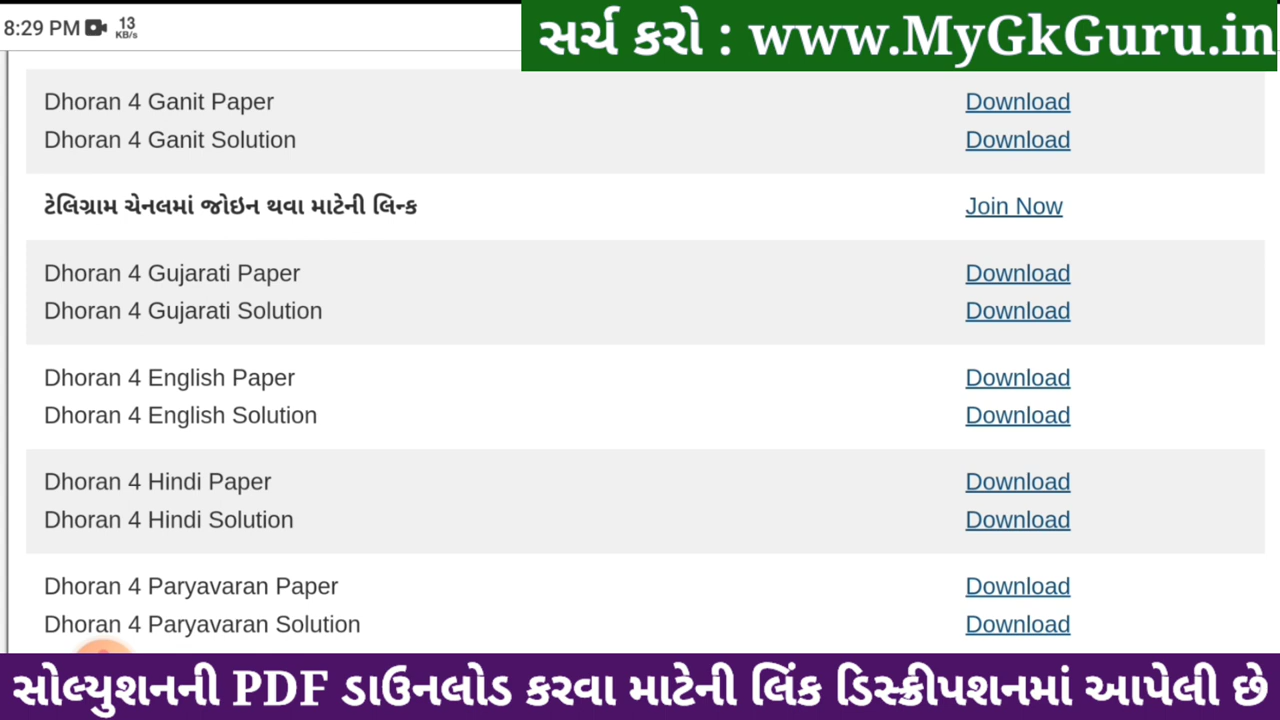 8:29 PM 13 KB/s
સર્ચ કરો : www.MyGkGuru.in
Dhoran 4 Ganit Paper Download
Dhoran 4 Ganit Solution Download
ટેલિગ્રામ ચેનલમાં જોઇન થવા માટેની લિન્ક Join Now
Dhoran 4 Gujarati Paper Download
Dhoran 4 Gujarati Solution Download
Dhoran 4 English Paper Download
Dhoran 4 English Solution Download
Dhoran 4 Hindi Paper Download
Dhoran 4 Hindi Solution Download
Dhoran 4 Paryavaran Paper Download
Dhoran 4 Paryavaran Solution Download
સોલ્યુશનની PDF ડાઉનલોડ કરવા માટેની લિંક ડિસ્ક્રીપશનમાં આપેલી છે